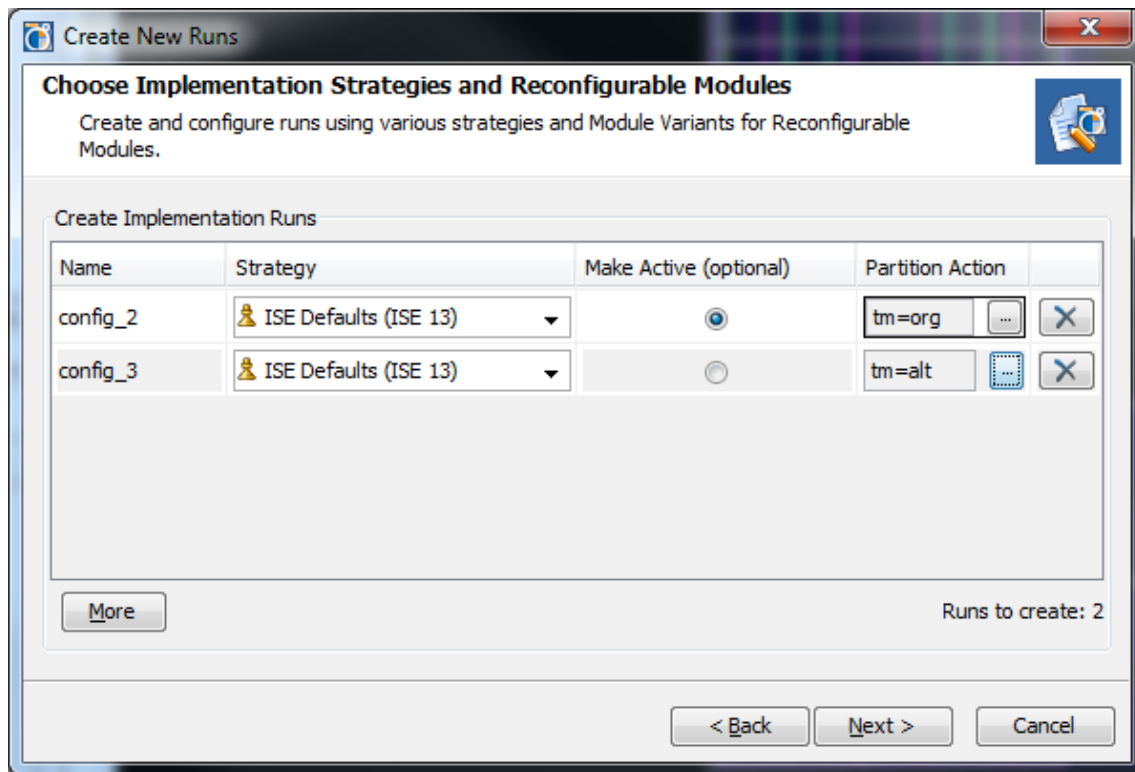 Create New Runs
Choose Implementation Strategies and Reconfigurable Modules
Create and configure runs using various strategies and Module Variants for Reconfigurable
Modules.
Create Implementation Runs
Name Strategy Make Active (optional) Partition Action
config_2 ISE Defaults (ISE 13) tm=org ...
config_3 ISE Defaults (ISE 13) tm=alt ...
More Runs to create: 2
< Back Next > Cancel